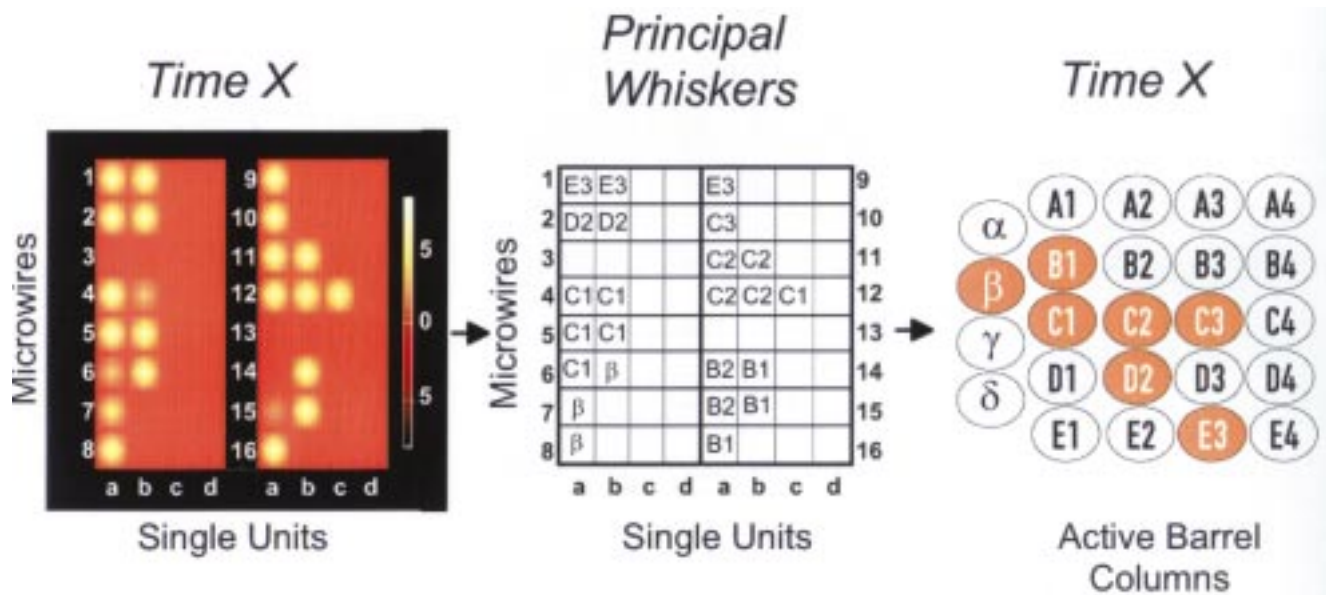 Time X
Microwires
1 9
2 10
3 11
4 12
5 13
6 14
7 15
8 16
a b c d a b c d
5
0
5
Single Units
Principal
Whiskers
Microwires
1 E3 E3 E3 9
2 D2 D2 C3 10
3 C2 C2 11
4 C1 C1 C2 C2 C1 12
5 C1 C1 13
6 C1 β B2 B1 14
7 β B2 B1 15
8 β B1 16
a b c d a b c d
Single Units
Time X
α A1 A2 A3 A4
β B1 B2 B3 B4
γ C1 C2 C3 C4
δ D1 D2 D3 D4
E1 E2 E3 E4
Active Barrel
Columns